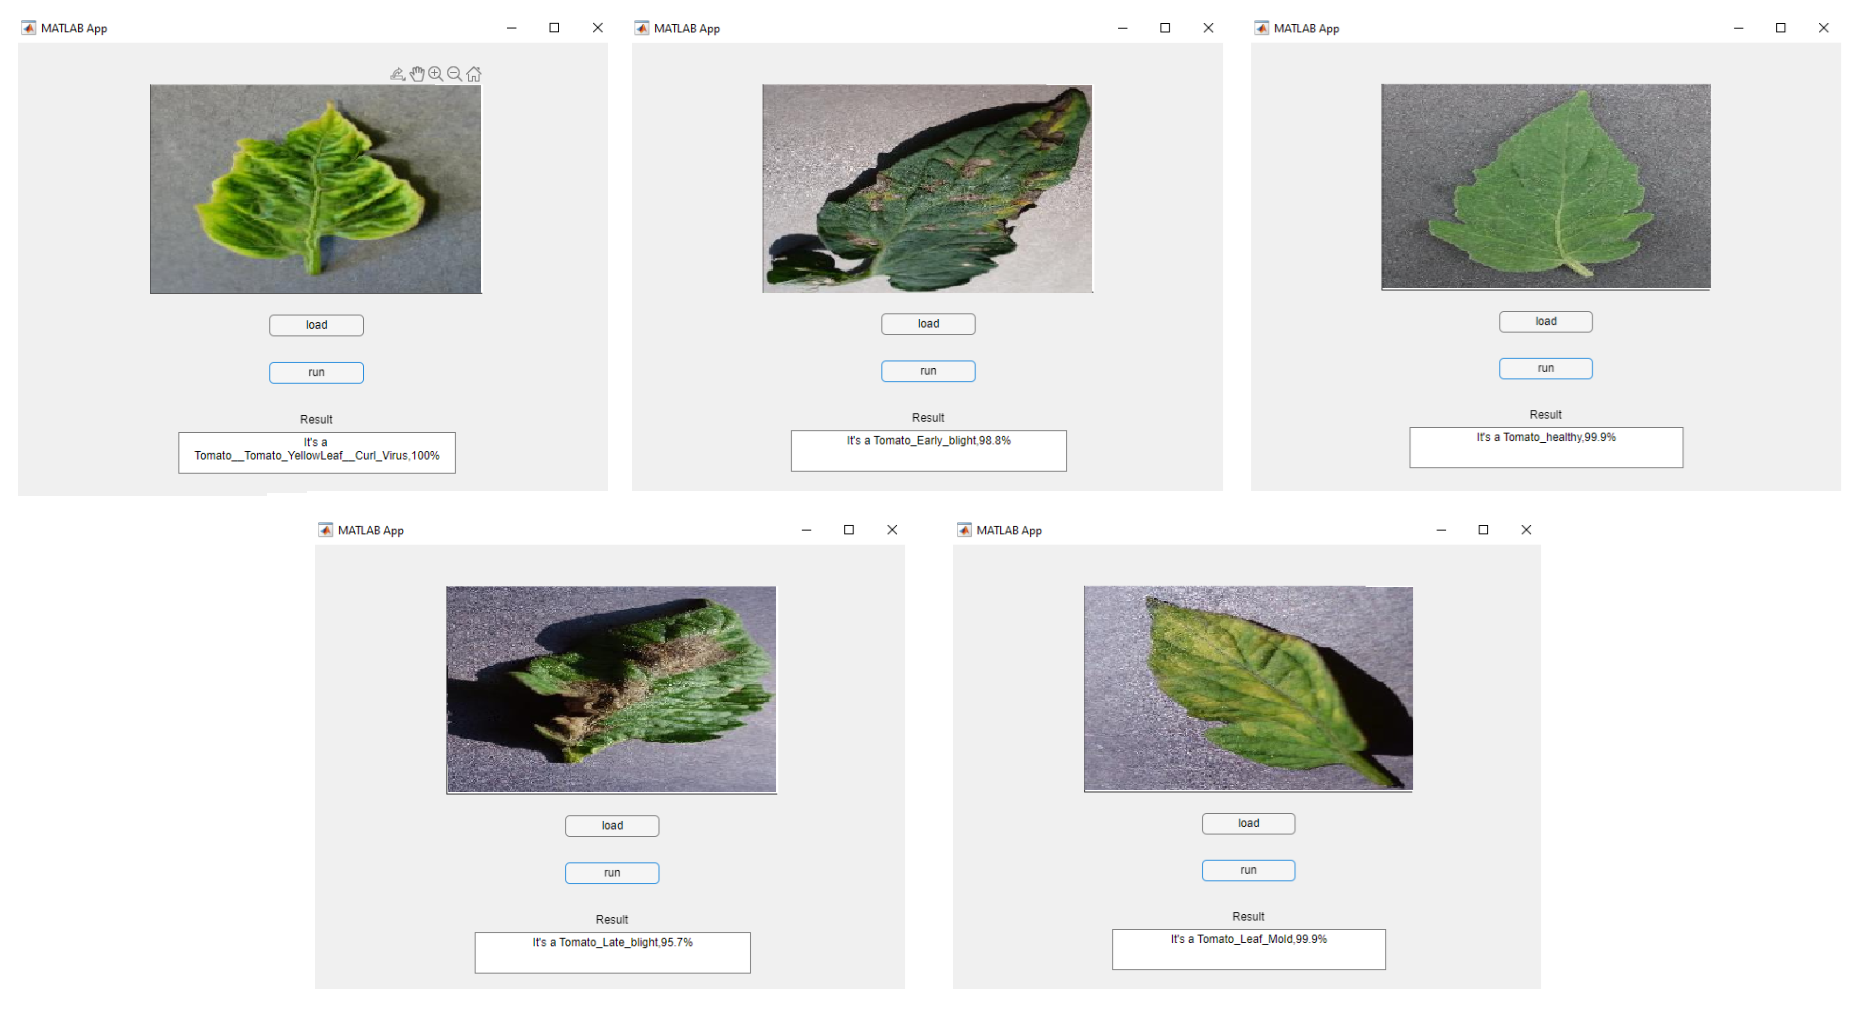 MATLAB App
load
run
Result
It's a
Tomato__Tomato_YellowLeaf__Curl_Virus,100%
MATLAB App
load
run
Result
It's a Tomato_Early_blight,98.8%
MATLAB App
load
run
Result
It's a Tomato_healthy,99.9%
MATLAB App
load
run
Result
It's a Tomato_Late_blight,95.7%
MATLAB App
load
run
Result
It's a Tomato_Leaf_Mold,99.9%